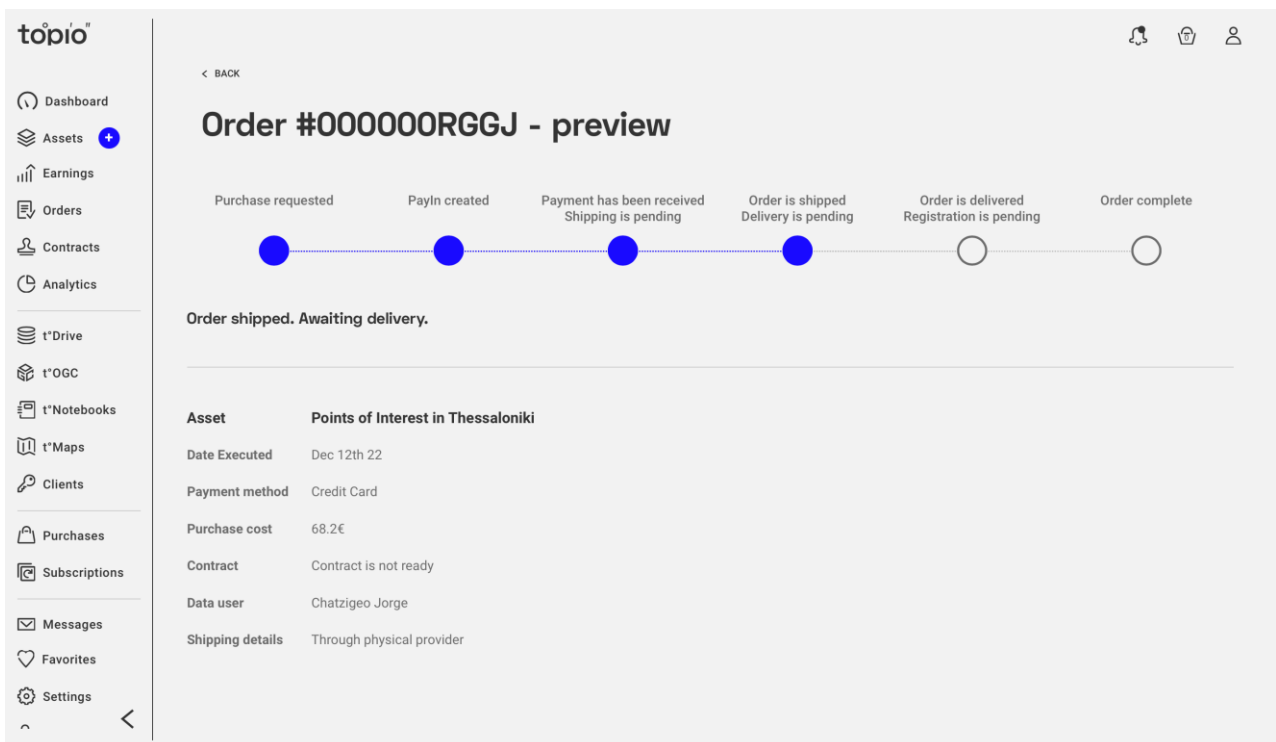 topio
Dashboard
Assets
Earnings
Orders
Contracts
Analytics
t°Drive
t°OGC
t°Notebooks
t°Maps
Clients
Purchases
Subscriptions
Messages
Favorites
Settings
0
< BACK
Order #000000RGGJ - preview
Purchase requested
PayIn created
Payment has been received
Shipping is pending
Order is shipped
Delivery is pending
Order is delivered
Registration is pending
Order complete
Order shipped. Awaiting delivery.
Asset Points of Interest in Thessaloniki
Date Executed Dec 12th 22
Payment method Credit Card
Purchase cost 68.2€
Contract Contract is not ready
Data user Chatzigeo Jorge
Shipping details Through physical provider